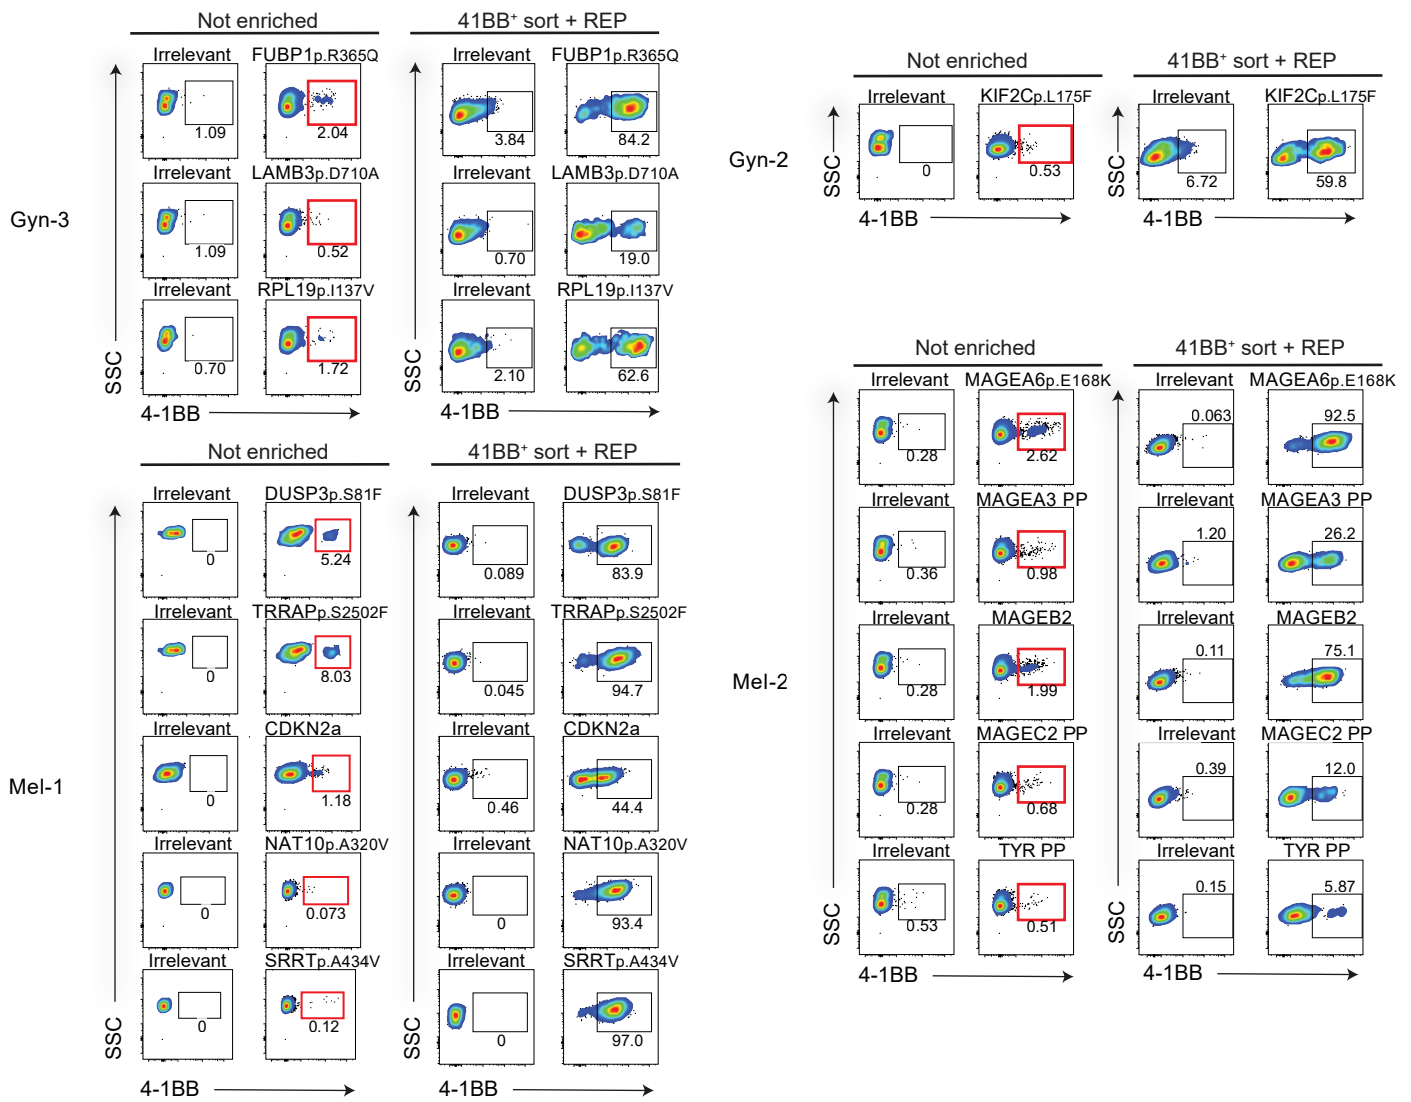 Not enriched
41BB⁺ sort + REP
Irrelevant
FUBP1p.R365Q
Irrelevant
FUBP1p.R365Q
1.09
2.04
3.84
84.2
Irrelevant
LAMB3p.D710A
Irrelevant
LAMB3p.D710A
Gyn-3
1.09
0.52
0.70
19.0
Irrelevant
RPL19p.I137V
Irrelevant
RPL19p.I137V
0.70
1.72
2.10
62.6
SSC
SSC
4-1BB
4-1BB
Not enriched
41BB⁺ sort + REP
Irrelevant
KIF2Cp.L175F
Irrelevant
KIF2Cp.L175F
Gyn-2
SSC
0
0.53
SSC
6.72
59.8
4-1BB
4-1BB
Not enriched
41BB⁺ sort + REP
Irrelevant
DUSP3p.S81F
Irrelevant
DUSP3p.S81F
0
5.24
0.089
83.9
Irrelevant
TRRAPp.S2502F
Irrelevant
TRRAPp.S2502F
0
8.03
0.045
94.7
Irrelevant
CDKN2a
Irrelevant
CDKN2a
Mel-1
0
1.18
0.46
44.4
Irrelevant
NAT10p.A320V
Irrelevant
NAT10p.A320V
0
0.073
0
93.4
Irrelevant
SRRTp.A434V
Irrelevant
SRRTp.A434V
0
0.12
0
97.0
SSC
SSC
4-1BB
4-1BB
Not enriched
41BB⁺ sort + REP
Irrelevant
MAGEA6p.E168K
Irrelevant
MAGEA6p.E168K
0.28
2.62
0.063
92.5
Irrelevant
MAGEA3 PP
Irrelevant
MAGEA3 PP
0.36
0.98
1.20
26.2
Irrelevant
MAGEB2
Irrelevant
MAGEB2
Mel-2
0.28
1.99
0.11
75.1
Irrelevant
MAGEC2 PP
Irrelevant
MAGEC2 PP
0.28
0.68
0.39
12.0
Irrelevant
TYR PP
Irrelevant
TYR PP
0.53
0.51
0.15
5.87
SSC
SSC
4-1BB
4-1BB